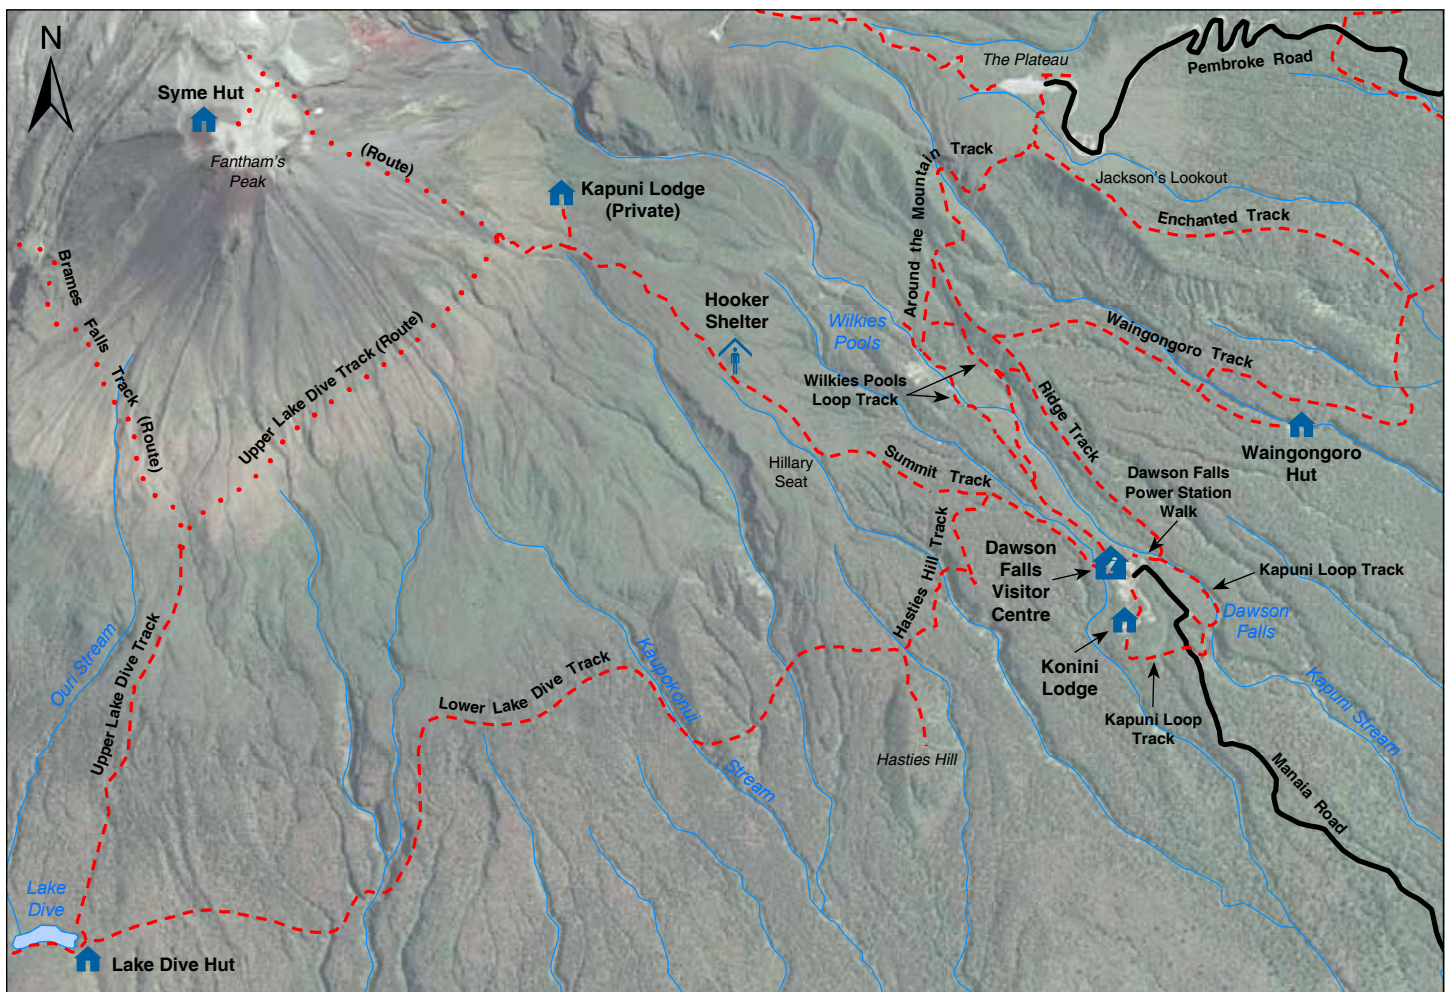 N
The Plateau
Pembroke Road
Syme Hut
Fantham's
Peak
(Route)
Kapuni Lodge
(Private)
Around the Mountain Track
Jackson's Lookout
Enchanted Track
Brames Falls Track (Route)
Hooker
Shelter
Wilkies
Pools
Waingongoro Track
Upper Lake Dive Track (Route)
Wilkies Pools
Loop Track
Ridge Track
Waingongoro
Hut
Hillary
Seat
Summit Track
Dawson Falls
Power Station
Walk
Hasties Hill Track
Dawson
Falls
Visitor
Centre
Kapuni Loop Track
Dawson
Falls
Ouri Stream
Upper Lake Dive Track
Lower Lake Dive Track
Kaupokonui Stream
Konini
Lodge
Kapuni Stream
Kapuni Loop
Track
Hasties Hill
Manaia Road
Lake
Dive
Lake Dive Hut